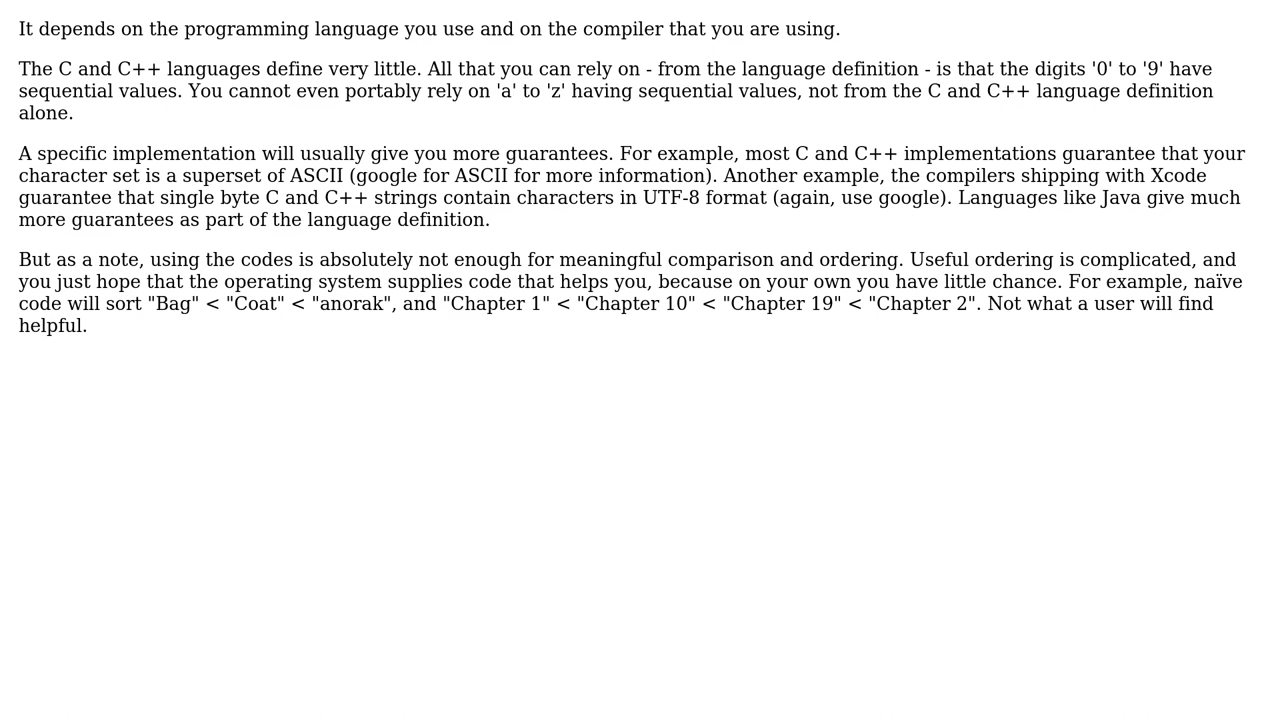 It depends on the programming language you use and on the compiler that you are using.
The C and C++ languages define very little. All that you can rely on - from the language definition - is that the digits '0' to '9' have
sequential values. You cannot even portably rely on 'a' to 'z' having sequential values, not from the C and C++ language definition
alone.
A specific implementation will usually give you more guarantees. For example, most C and C++ implementations guarantee that your
character set is a superset of ASCII (google for ASCII for more information). Another example, the compilers shipping with Xcode
guarantee that single byte C and C++ strings contain characters in UTF-8 format (again, use google). Languages like Java give much
more guarantees as part of the language definition.
But as a note, using the codes is absolutely not enough for meaningful comparison and ordering. Useful ordering is complicated, and
you just hope that the operating system supplies code that helps you, because on your own you have little chance. For example, naïve
code will sort "Bag" < "Coat" < "anorak", and "Chapter 1" < "Chapter 10" < "Chapter 19" < "Chapter 2". Not what a user will find
helpful.